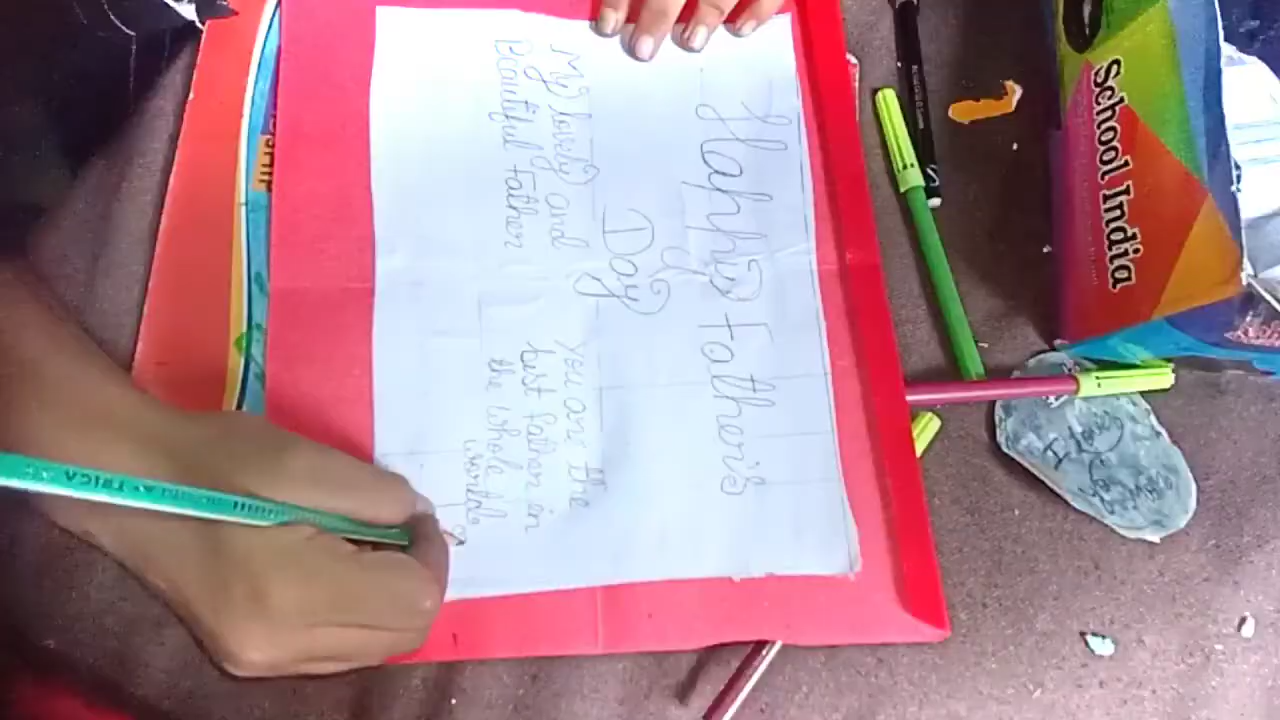 Happy Father's
Day
My lovely and
Beautiful Father
You are the
best father in
the whole
world
School India
TRICA
I Love